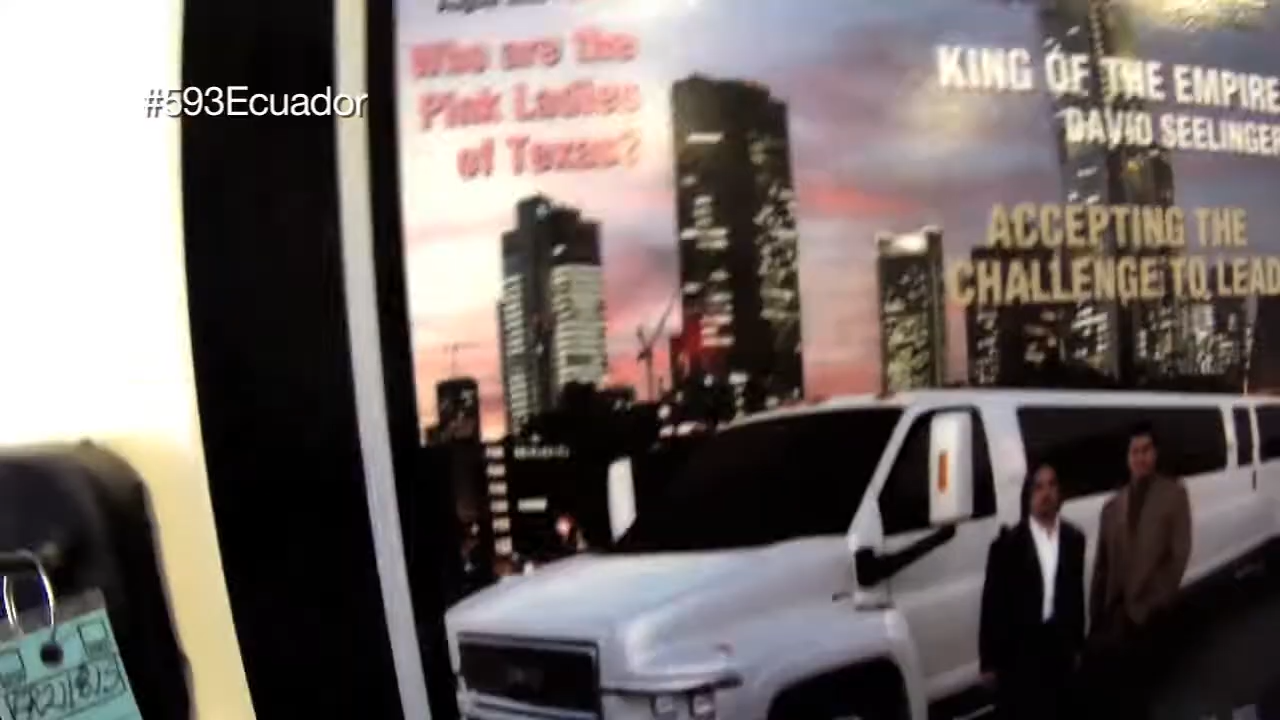 #593Ecuador
August
Who are the
Pink Ladies
of Texas?
KING OF THE EMPIRE
DAVID SEELINGER
ACCEPTING THE
CHALLENGE TO LEAD